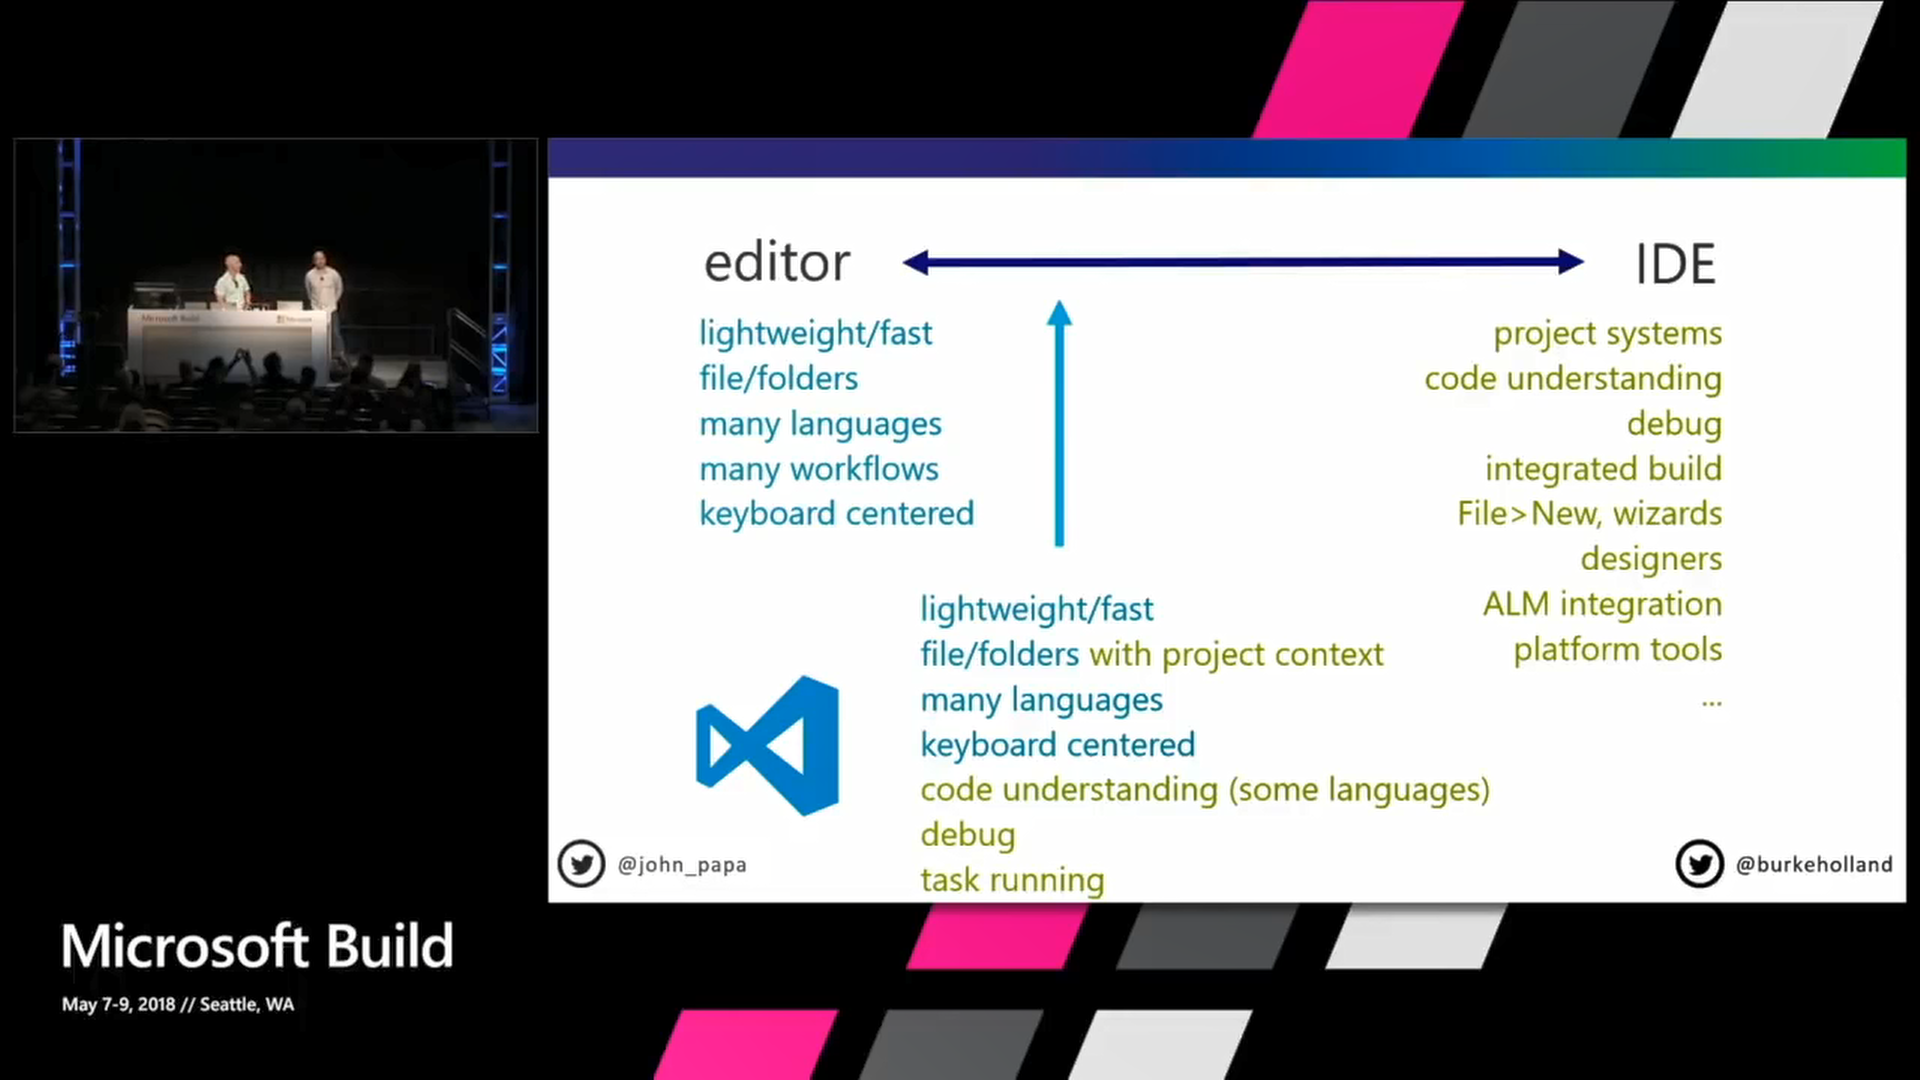 editor
IDE
lightweight/fast
file/folders
many languages
many workflows
keyboard centered
project systems
code understanding
debug
integrated build
File>New, wizards
designers
ALM integration
platform tools
...
lightweight/fast
file/folders with project context
many languages
keyboard centered
code understanding (some languages)
debug
task running
@john_papa
@burkeholland
Microsoft Build
May 7-9, 2018 // Seattle, WA
Microsoft Build